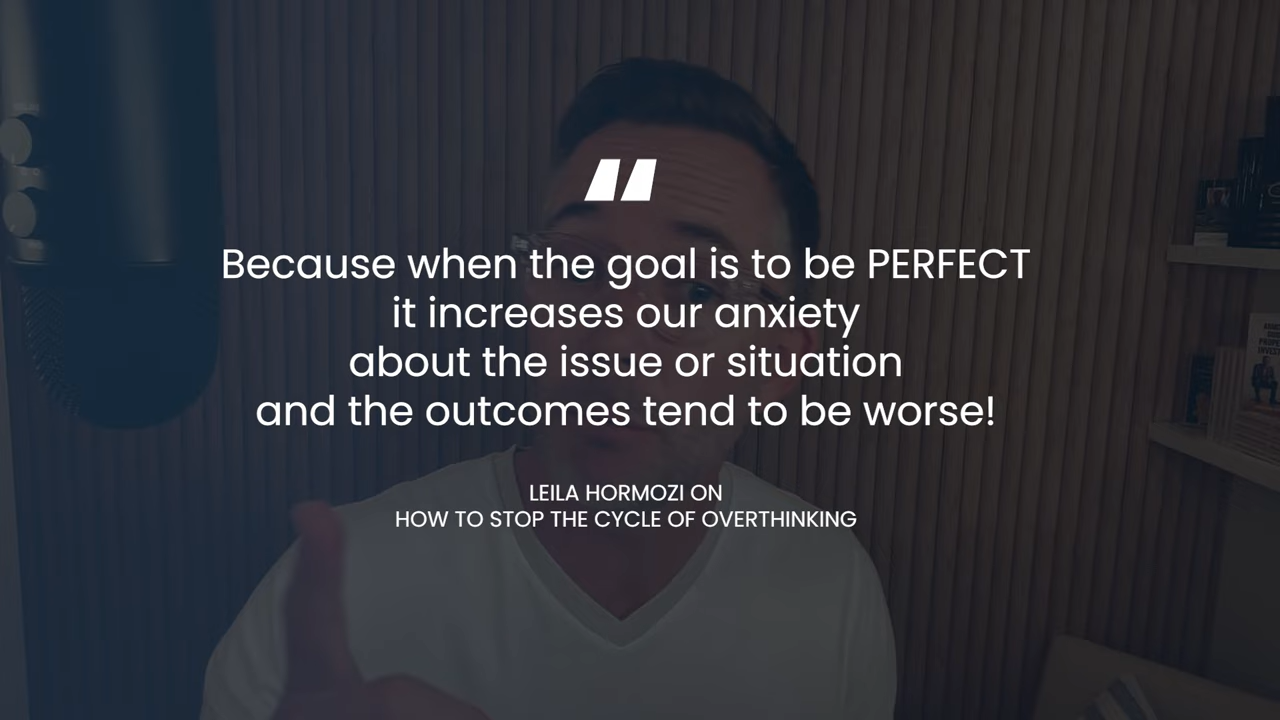 “
Because when the goal is to be PERFECT
it increases our anxiety
about the issue or situation
and the outcomes tend to be worse!
LEILA HORMOZI ON
HOW TO STOP THE CYCLE OF OVERTHINKING